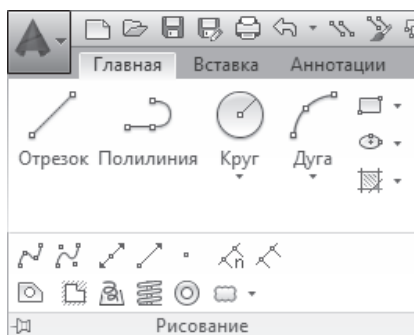 Главная Вставка Аннотации
Отрезок Полилиния Круг Дуга
Рисование